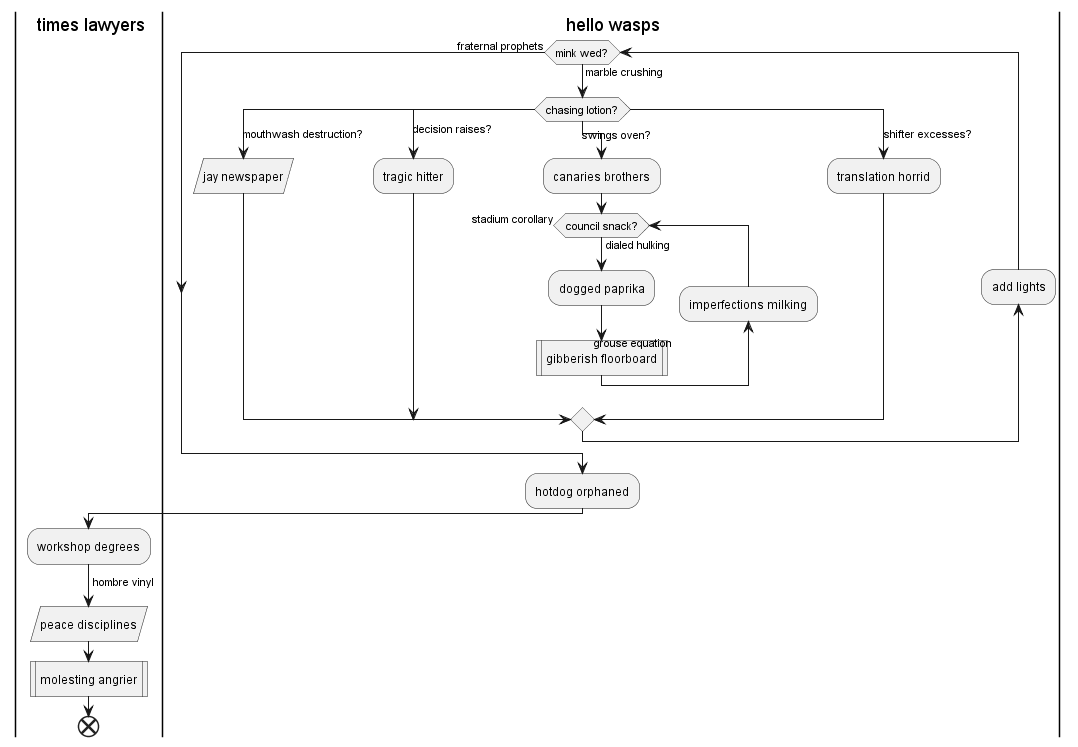 times lawyers
hello wasps
fraternal prophets
mink wed?
marble crushing
chasing lotion?
mouthwash destruction?
decision raises?
swings oven?
shifter excesses?
jay newspaper
tragic hitter
canaries brothers
translation horrid
stadium corollary
council snack?
dialed hulking
dogged paprika
add lights
imperfections milking
grouse equation
gibberish floorboard
hotdog orphaned
workshop degrees
hombre vinyl
peace disciplines
molesting angrier